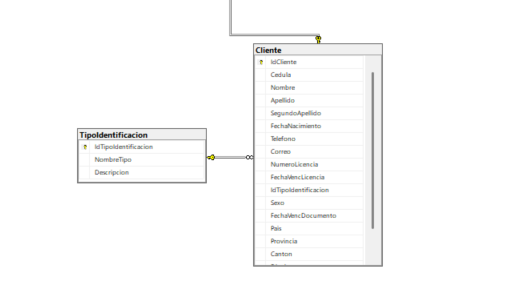 Cliente
IdCliente
Cedula
Nombre
Apellido
SegundoApellido
FechaNacimiento
Telefono
Correo
NumeroLicencia
FechaVencLicencia
IdTipoIdentificacion
Sexo
FechaVencDocumento
Pais
Provincia
Canton
TipoIdentificacion
IdTipoIdentificacion
NombreTipo
Descripcion